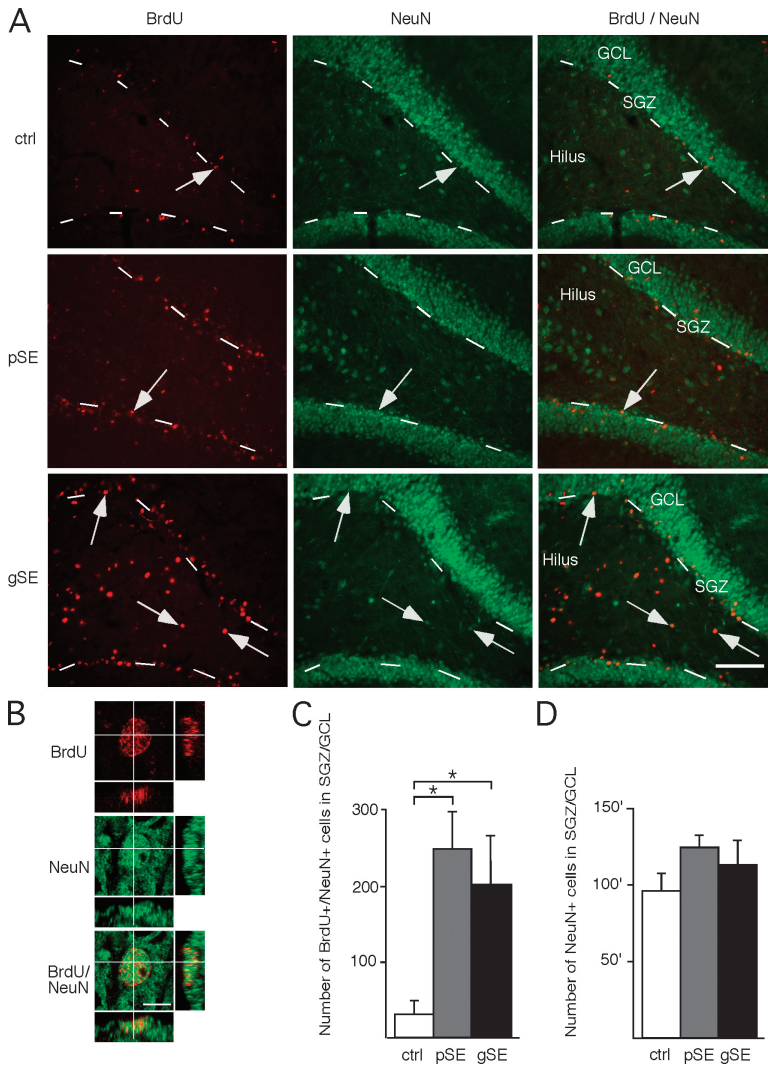 A
BrdU
NeuN
BrdU / NeuN
ctrl
GCL
SGZ
Hilus
pSE
GCL
Hilus
SGZ
gSE
GCL
Hilus
SGZ
B
BrdU
NeuN
BrdU/
NeuN
C
Number of BrdU+/NeuN+ cells in SGZ/GCL
300
200
100
*
*
ctrl pSE gSE
D
Number of NeuN+ cells in SGZ/GCL
150'
100'
50'
ctrl pSE gSE